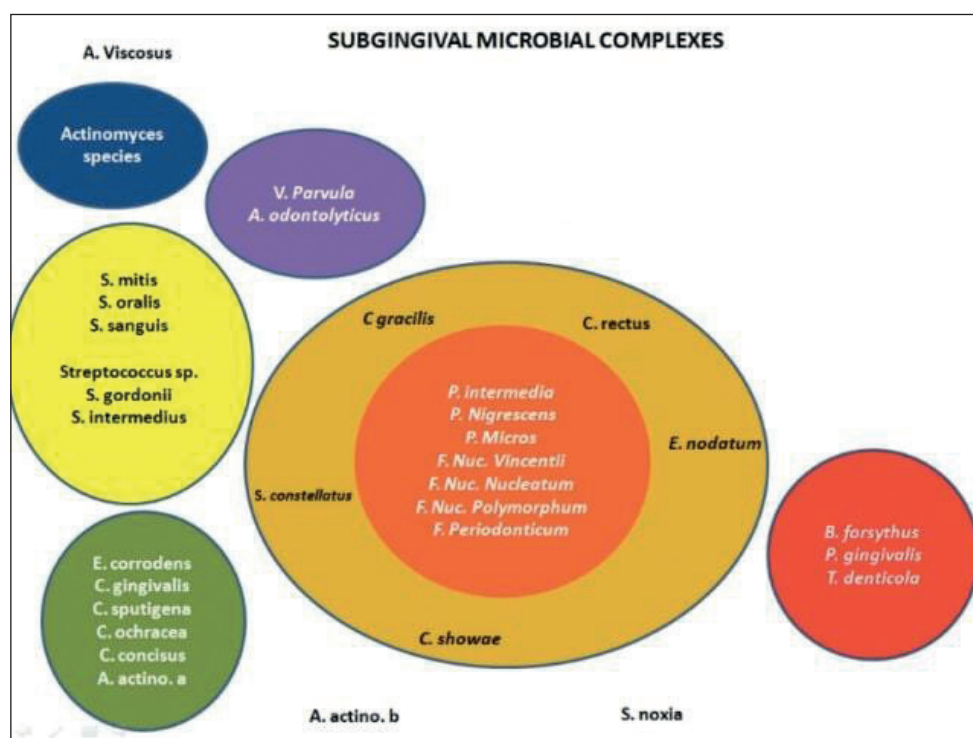 SUBGINGIVAL MICROBIAL COMPLEXES
A. Viscosus
Actinomyces
species
V. Parvula
A. odontolyticus
S. mitis
S. oralis
S. sanguis
Streptococcus sp.
S. gordonii
S. intermedius
E. corrodens
C. gingivalis
C. sputigena
C. ochracea
C. concisus
A. actino. a
C gracilis
C. rectus
E. nodatum
S. constellatus
C. showae
P. intermedia
P. Nigrescens
P. Micros
F. Nuc. Vincentii
F. Nuc. Nucleatum
F. Nuc. Polymorphum
F. Periodonticum
B. forsythus
P. gingivalis
T. denticola
A. actino. b
S. noxia